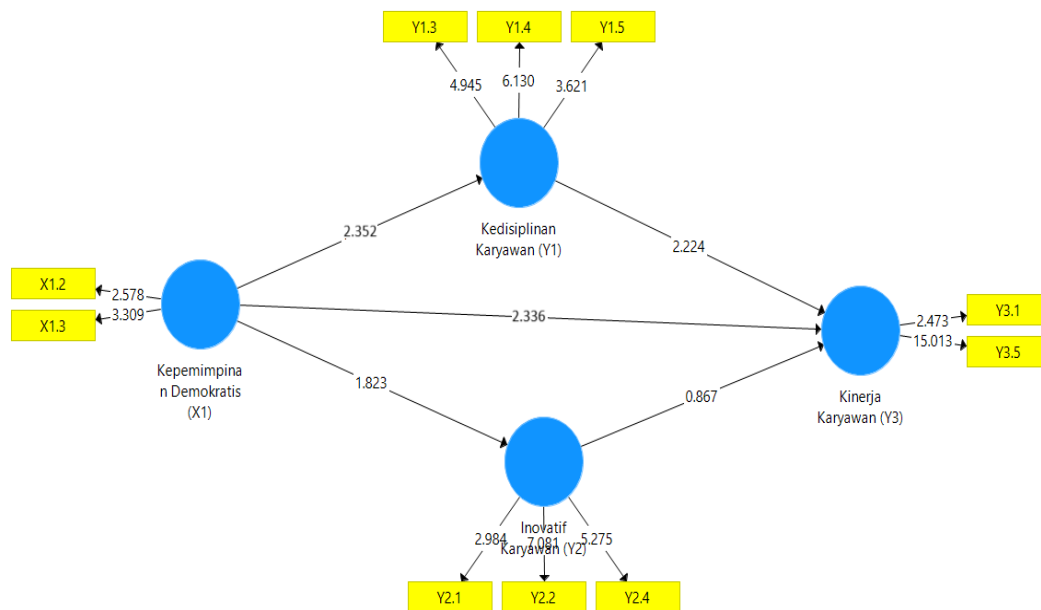 Y1.3
Y1.4
Y1.5
4.945
6.130
3.621
Kedisiplinan
Karyawan (Y1)
2.352
2.224
X1.2
X1.3
2.578
3.309
Kepemimpina
n Demokratis
(X1)
2.336
2.473
15.013
Y3.1
Y3.5
Kinerja
Karyawan (Y3)
1.823
0.867
Inovatif
Karyawan (Y2)
2.984
7.081
5.275
Y2.1
Y2.2
Y2.4